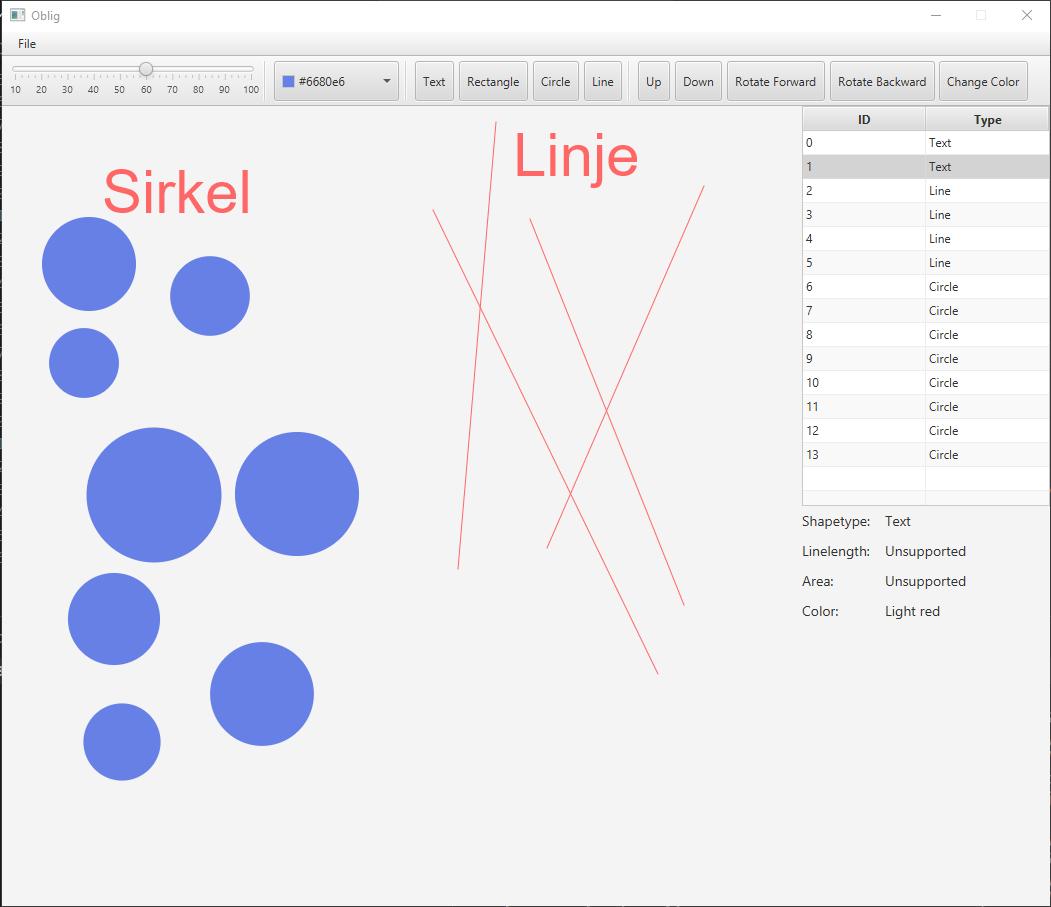 Oblig
File
10 20 30 40 50 60 70 80 90 100
#6680e6
Text Rectangle Circle Line Up Down Rotate Forward Rotate Backward Change Color
Sirkel
Linje
ID Type
0 Text
1 Text
2 Line
3 Line
4 Line
5 Line
6 Circle
7 Circle
8 Circle
9 Circle
10 Circle
11 Circle
12 Circle
13 Circle
Shapetype: Text
Linelength: Unsupported
Area: Unsupported
Color: Light red